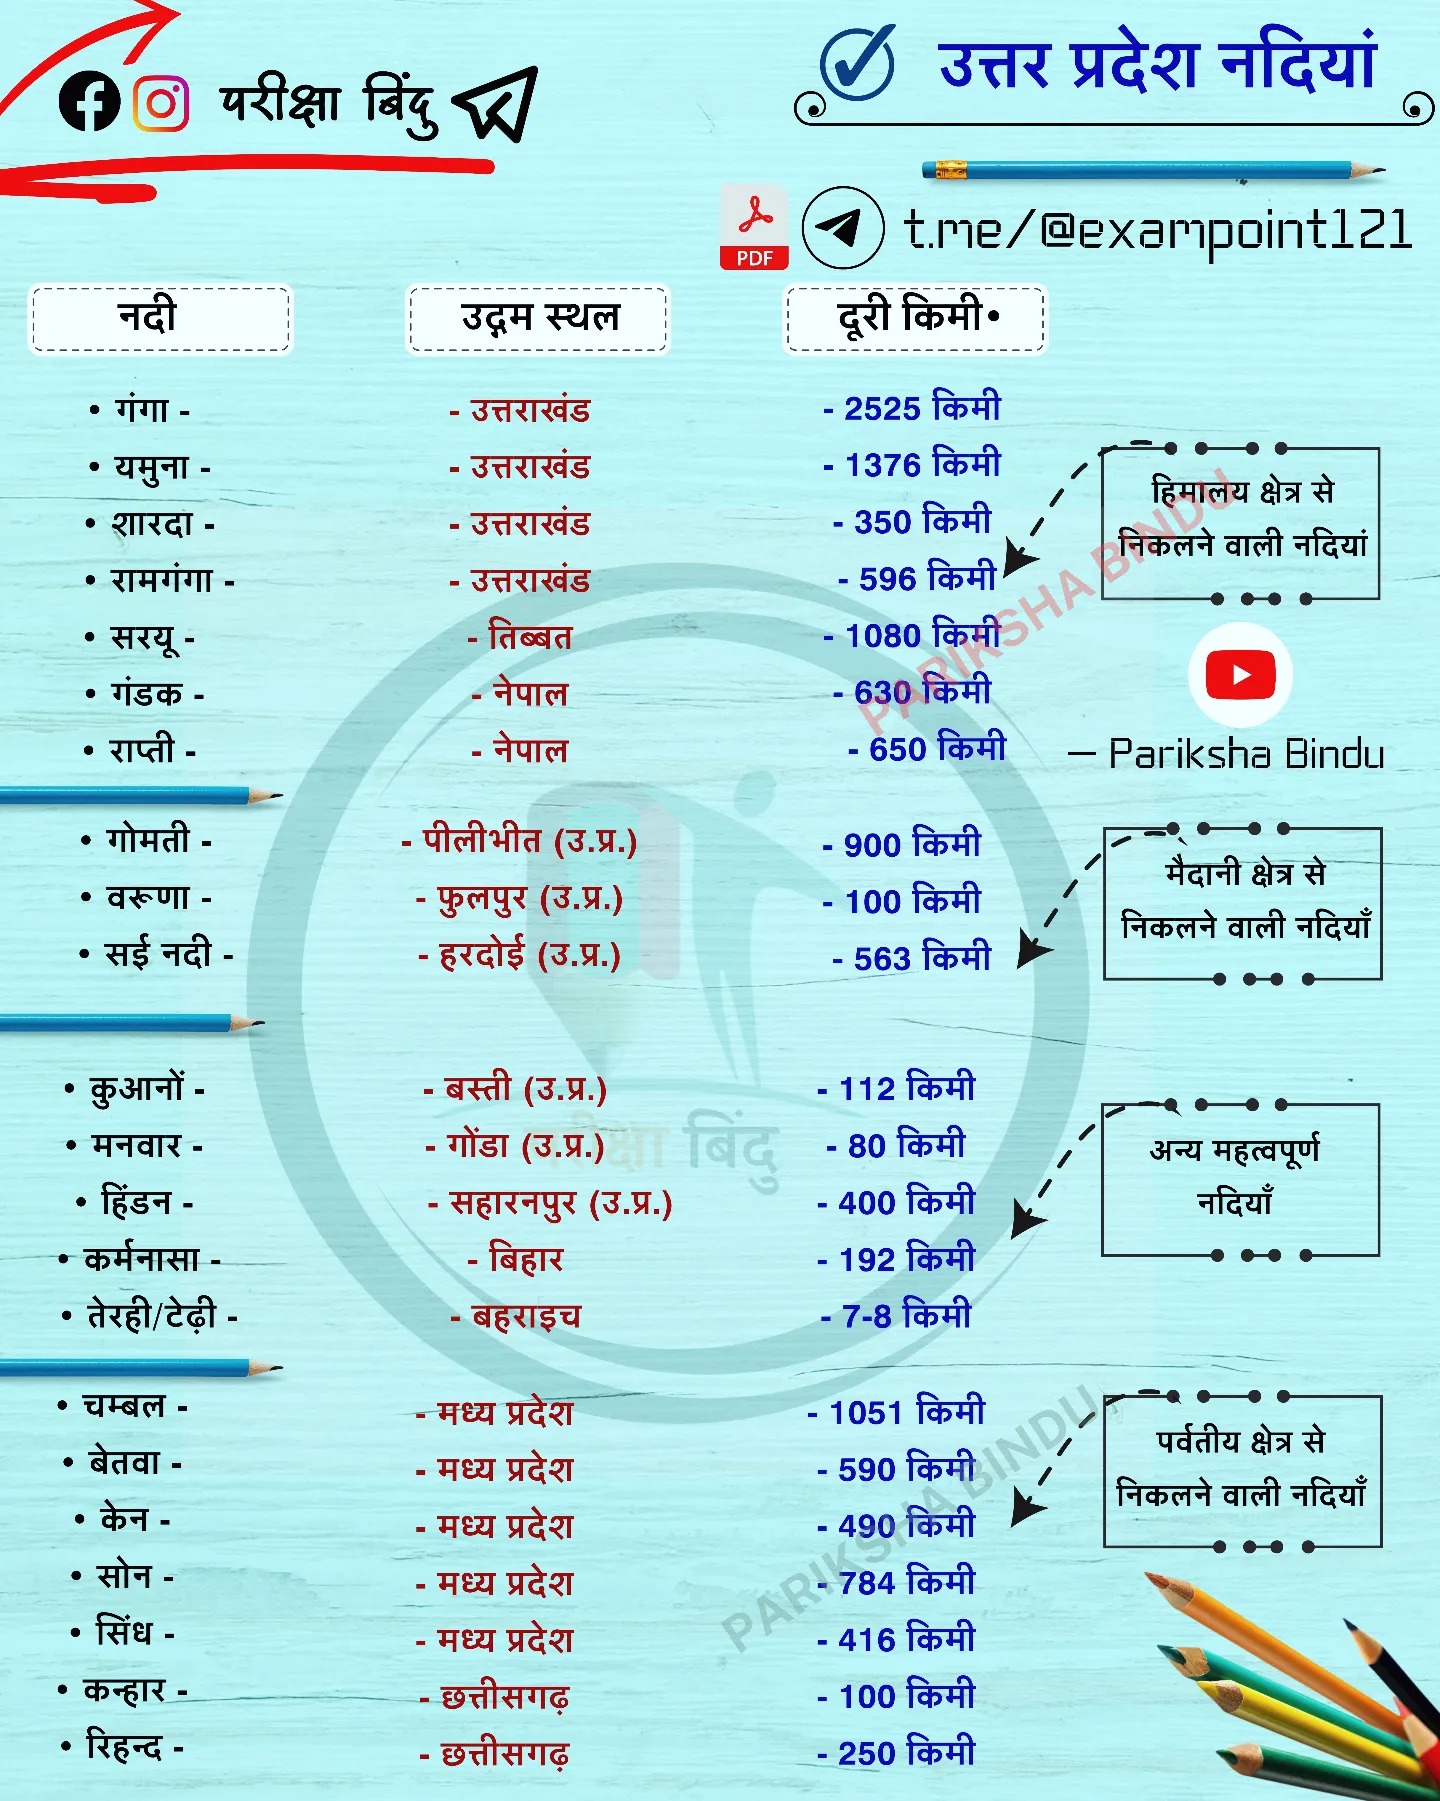 परीक्षा बिंदु
उत्तर प्रदेश नदियां
PDF t.me/@exampoint121
नदी उद्गम स्थल दूरी किमी•
• गंगा - - उत्तराखंड - 2525 किमी
• यमुना - - उत्तराखंड - 1376 किमी
• शारदा - - उत्तराखंड - 350 किमी
• रामगंगा - - उत्तराखंड - 596 किमी
• सरयू - - तिब्बत - 1080 किमी
• गंडक - - नेपाल - 630 किमी
• राप्ती - - नेपाल - 650 किमी
हिमालय क्षेत्र से
निकलने वाली नदियां
PARIKSHA BINDU
– Pariksha Bindu
• गोमती - - पीलीभीत (उ.प्र.) - 900 किमी
• वरूणा - - फुलपुर (उ.प्र.) - 100 किमी
• सई नदी - - हरदोई (उ.प्र.) - 563 किमी
मैदानी क्षेत्र से
निकलने वाली नदियाँ
• कुआनों - - बस्ती (उ.प्र.) - 112 किमी
• मनवार - - गोंडा (उ.प्र.) - 80 किमी
• हिंडन - - सहारनपुर (उ.प्र.) - 400 किमी
• कर्मनासा - - बिहार - 192 किमी
• तेरही/टेढ़ी - - बहराइच - 7-8 किमी
परीक्षा बिंदु
अन्य महत्वपूर्ण
नदियाँ
• चम्बल - - मध्य प्रदेश - 1051 किमी
• बेतवा - - मध्य प्रदेश - 590 किमी
• केन - - मध्य प्रदेश - 490 किमी
• सोन - - मध्य प्रदेश - 784 किमी
• सिंध - - मध्य प्रदेश - 416 किमी
• कन्हार - - छत्तीसगढ़ - 100 किमी
• रिहन्द - - छत्तीसगढ़ - 250 किमी
पर्वतीय क्षेत्र से
निकलने वाली नदियाँ
PARIKSHA BINDU